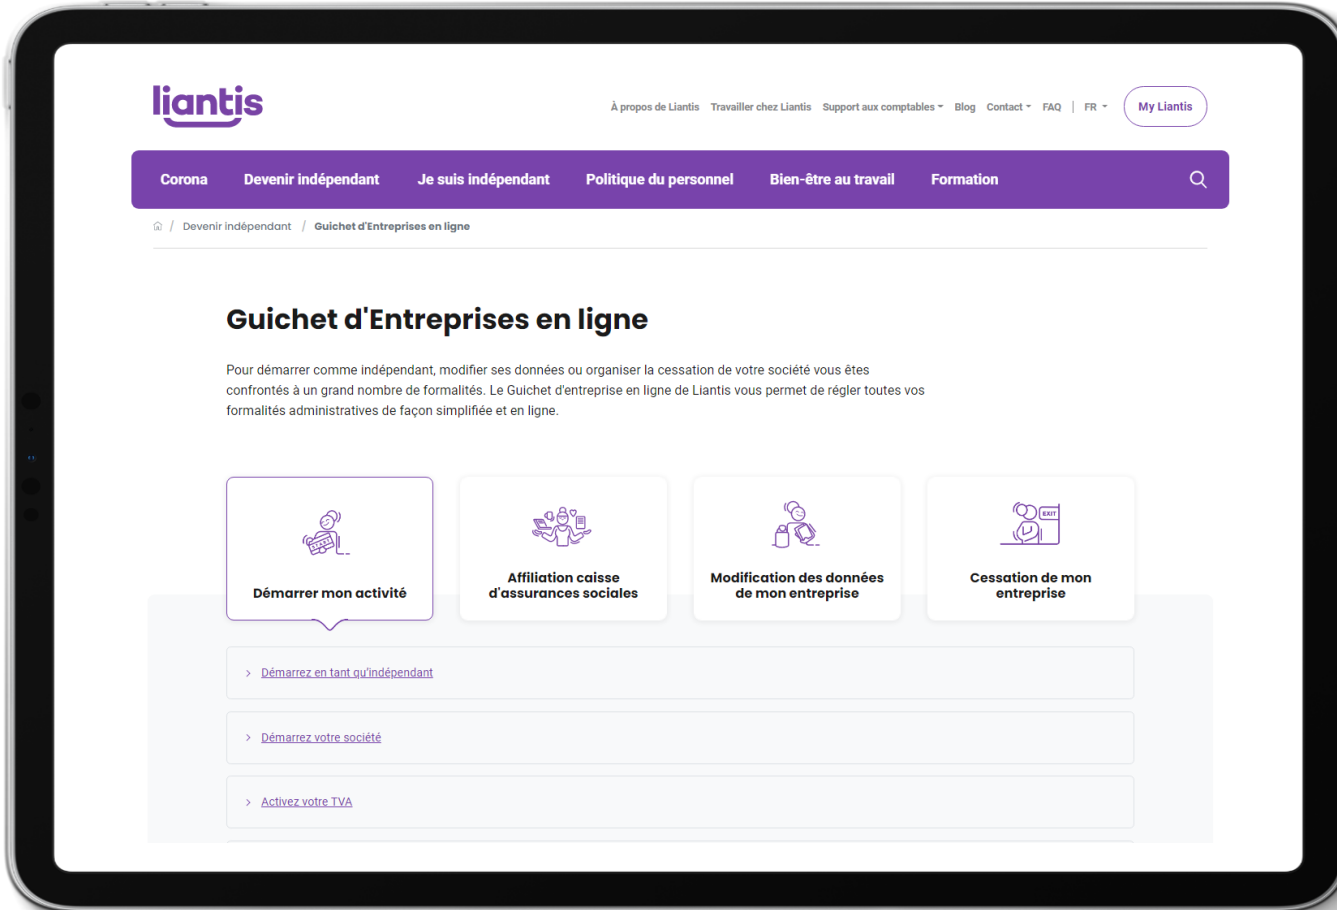 liantis
À propos de Liantis Travailler chez Liantis Support aux comptables Blog Contact FAQ | FR My Liantis
Corona Devenir indépendant Je suis indépendant Politique du personnel Bien-être au travail Formation
/ Devenir indépendant / Guichet d'Entreprises en ligne
Guichet d'Entreprises en ligne
Pour démarrer comme indépendant, modifier ses données ou organiser la cessation de votre société vous êtes
confrontés à un grand nombre de formalités. Le Guichet d'entreprise en ligne de Liantis vous permet de régler toutes vos
formalités administratives de façon simplifiée et en ligne.
START
Démarrer mon activité
Affiliation caisse
d'assurances sociales
Modification des données
de mon entreprise
EXIT
Cessation de mon
entreprise
> Démarrez en tant qu'indépendant
> Démarrez votre société
> Activez votre TVA